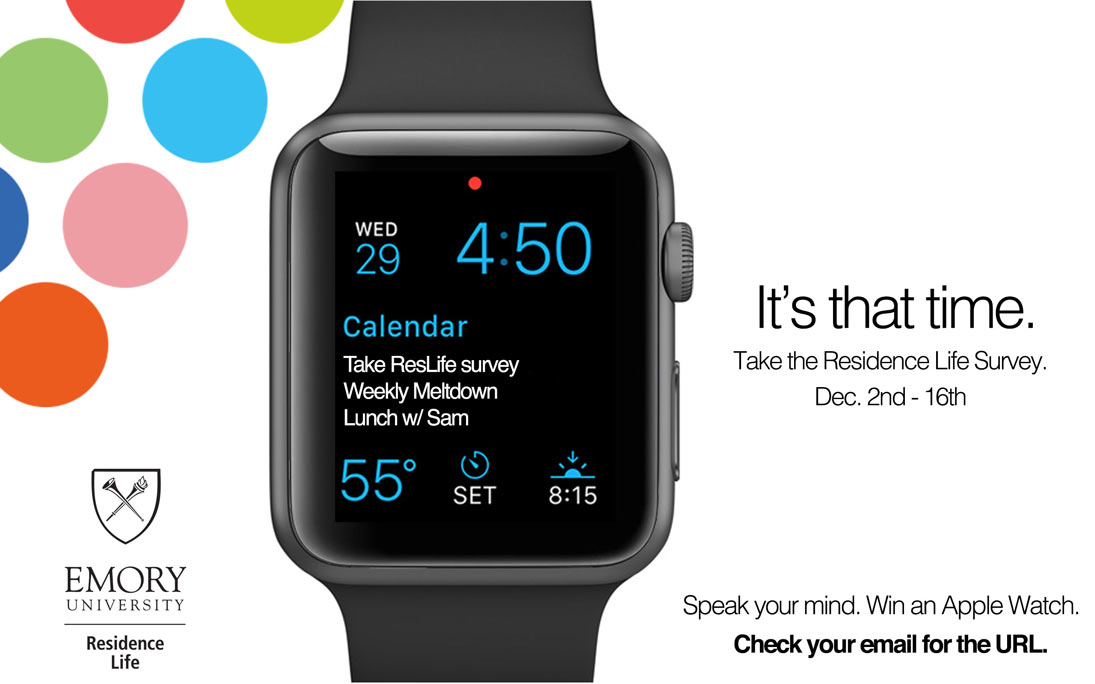 WED
29
4:50
Calendar
Take ResLife survey
Weekly Meltdown
Lunch w/ Sam
55°
SET
8:15
It's that time.
Take the Residence Life Survey.
Dec. 2nd - 16th
EMORY
UNIVERSITY
Residence
Life
Speak your mind. Win an Apple Watch.
Check your email for the URL.